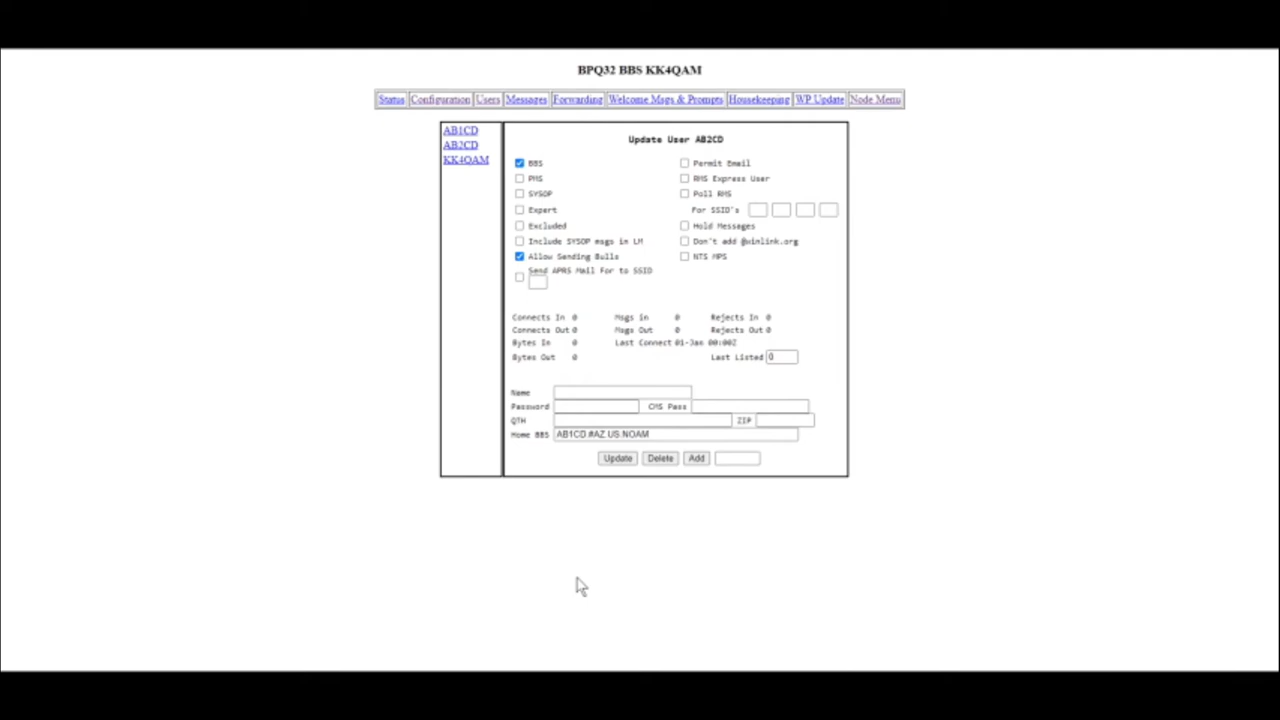 BPQ32 BBS KK4QAM
Status Configuration Users Messages Forwarding Welcome Msgs & Prompts Housekeeping WP Update Node Menu
AB1CD
AB2CD
KK4QAM
Update User AB2CD
BBS Permit Email
PMS RMS Express User
SYSOP Poll RMS
Expert For SSID's
Excluded Hold Messages
Include SYSOP msgs in LM Don't add @winlink.org
Allow Sending Bulls NTS MPS
Send APRS Mail For to SSID
Connects In 0 Msgs in 0 Rejects In 0
Connects Out 0 Msgs Out 0 Rejects Out 0
Bytes In 0 Last Connect 01-Jan 00:00Z
Bytes Out 0 Last Listed 0
Name
Password CMS Pass
QTH ZIP
Home BBS AB1CD.#AZ.US.NOAM
Update Delete Add